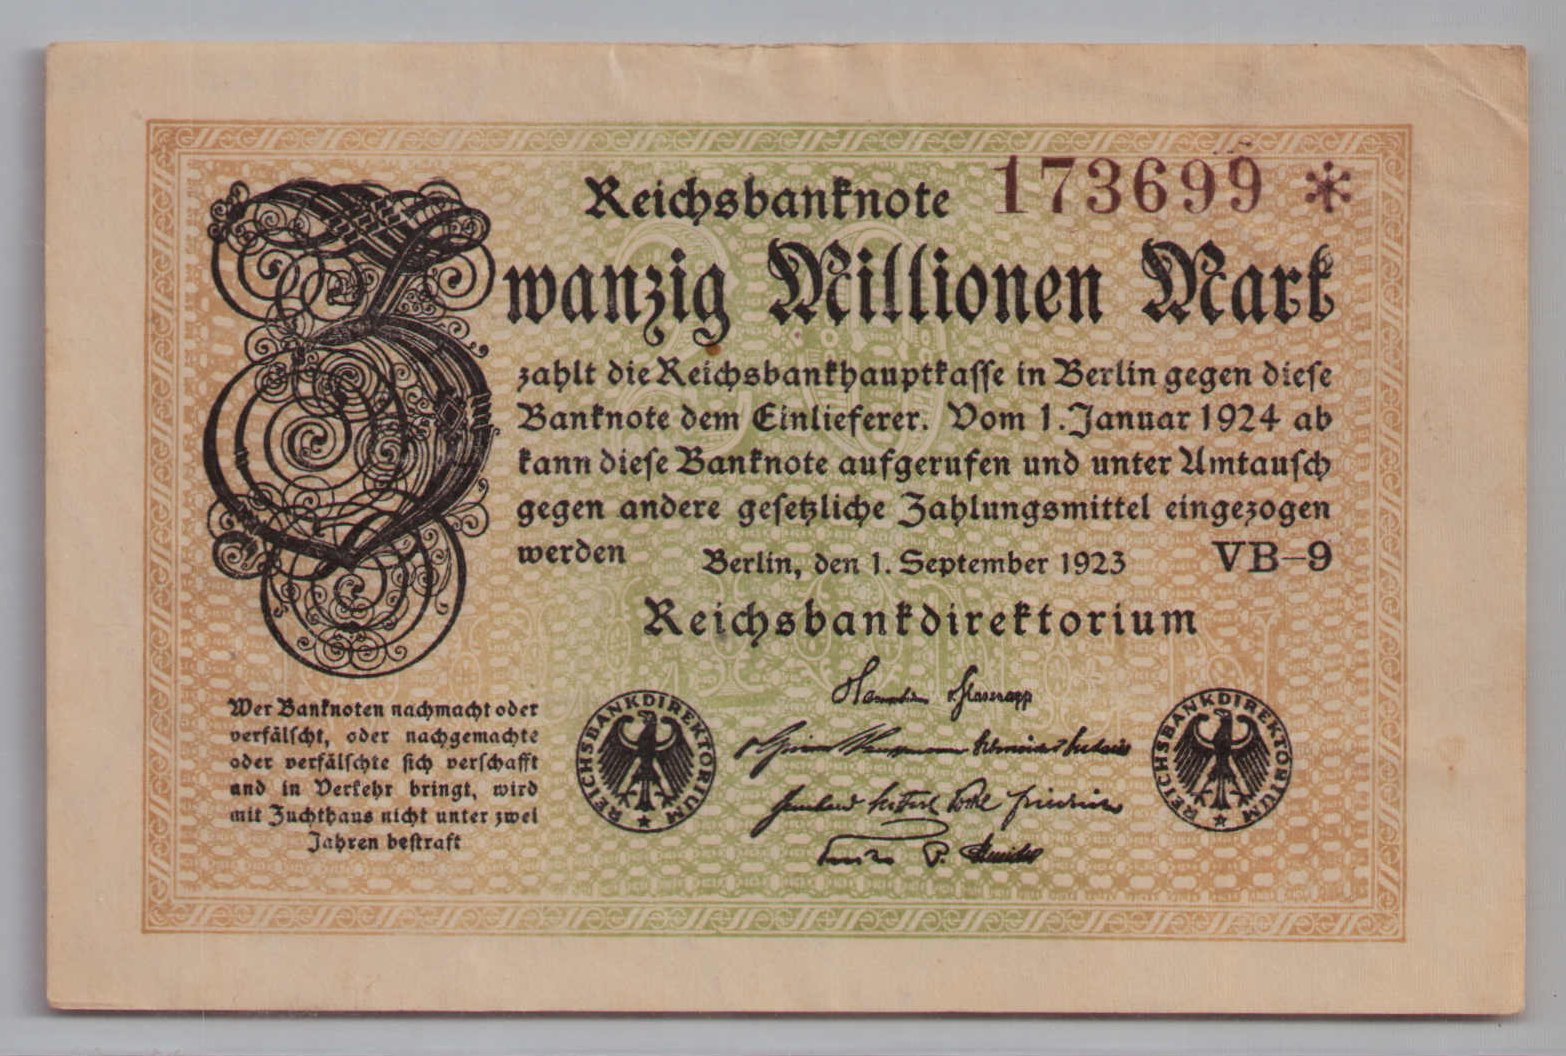 Reichsbanknote 173699 *
Zwanzig Millionen Mark
zahlt die Reichsbankhauptkasse in Berlin gegen diese
Banknote dem Einlieferer. Vom 1. Januar 1924 ab
kann diese Banknote aufgerufen und unter Umtausch
gegen andere gesetzliche Zahlungsmittel eingezogen
werden
Berlin, den 1. September 1923 VB-9
Reichsbankdirektorium
Wer Banknoten nachmacht oder
verfälscht, oder nachgemachte
oder verfälschte sich verschafft
und in Verkehr bringt, wird
mit Zuchthaus nicht unter zwei
Jahren bestraft
REICHSBANKDIREKTORIUM
Havenstein Glasenapp
REICHSBANKDIREKTORIUM
20